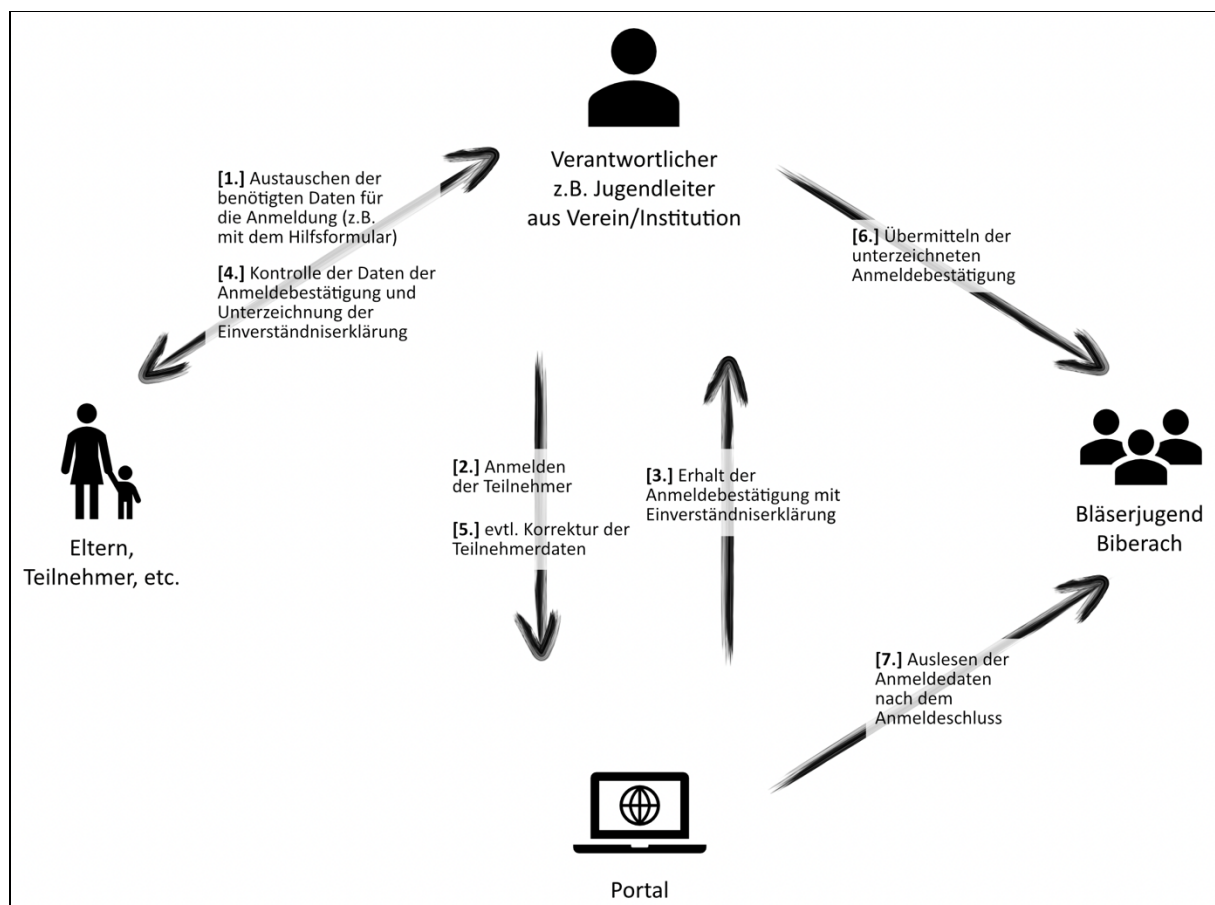 Verantwortlicher
z.B. Jugendleiter
aus Verein/Institution
[1.] Austauschen der
benötigten Daten für
die Anmeldung (z.B.
mit dem Hilfsformular)
[4.] Kontrolle der Daten der
Anmeldebestätigung und
Unterzeichnung der
Einverständniserklärung
[6.] Übermitteln der
unterzeichneten
Anmeldebestätigung
Eltern,
Teilnehmer, etc.
[2.] Anmelden
der Teilnehmer
[5.] evtl. Korrektur der
Teilnehmerdaten
[3.] Erhalt der
Anmeldebestätigung mit
Einverständniserklärung
Bläserjugend
Biberach
[7.] Auslesen der
Anmeldedaten
nach dem
Anmeldeschluss
Portal